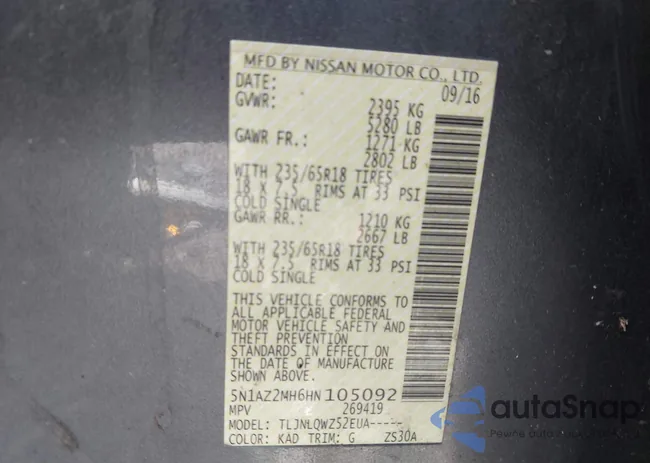 MFD BY NISSAN MOTOR CO., LTD.
DATE: 09/16
GVWR: 2395 KG
5280 LB
GAWR FR.: 1271 KG
2802 LB
WITH 235/65R18 TIRES
18 X 7.5 RIMS AT 33 PSI
COLD SINGLE
GAWR RR.: 1210 KG
2667 LB
WITH 235/65R18 TIRES
18 X 7.5 RIMS AT 33 PSI
COLD SINGLE
THIS VEHICLE CONFORMS TO
ALL APPLICABLE FEDERAL
MOTOR VEHICLE SAFETY AND
THEFT PREVENTION
STANDARDS IN EFFECT ON
THE DATE OF MANUFACTURE
SHOWN ABOVE.
5N1AZ2MH6HN105092
MPV 269419
MODEL: TLJNLQWZ52EUA-----
COLOR: KAD TRIM: G ZS30A
autoSnap
Pewne auto w dobrej cenie